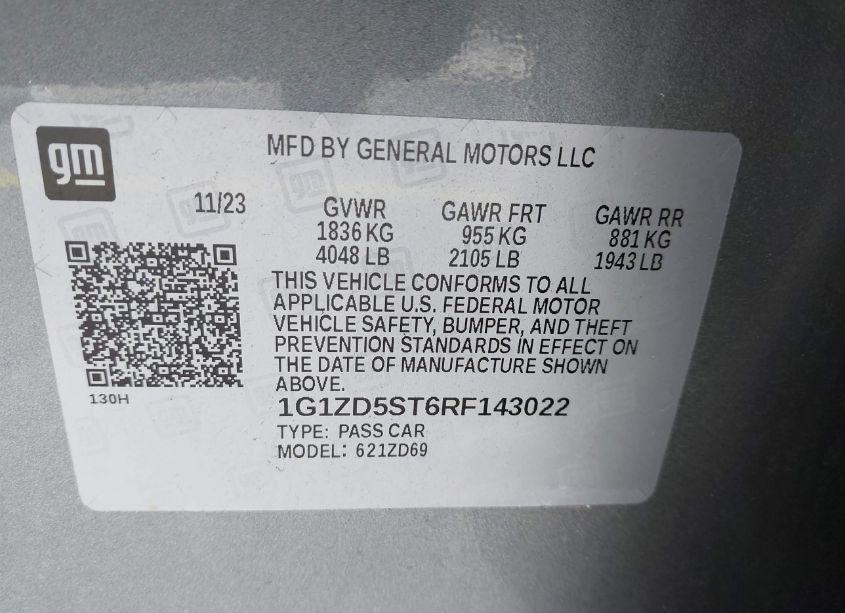 gm
MFD BY GENERAL MOTORS LLC
11/23
GVWR GAWR FRT GAWR RR
1836 KG 955 KG 881 KG
4048 LB 2105 LB 1943 LB
THIS VEHICLE CONFORMS TO ALL
APPLICABLE U.S. FEDERAL MOTOR
VEHICLE SAFETY, BUMPER, AND THEFT
PREVENTION STANDARDS IN EFFECT ON
THE DATE OF MANUFACTURE SHOWN
ABOVE.
130H
1G1ZD5ST6RF143022
TYPE: PASS CAR
MODEL: 621ZD69